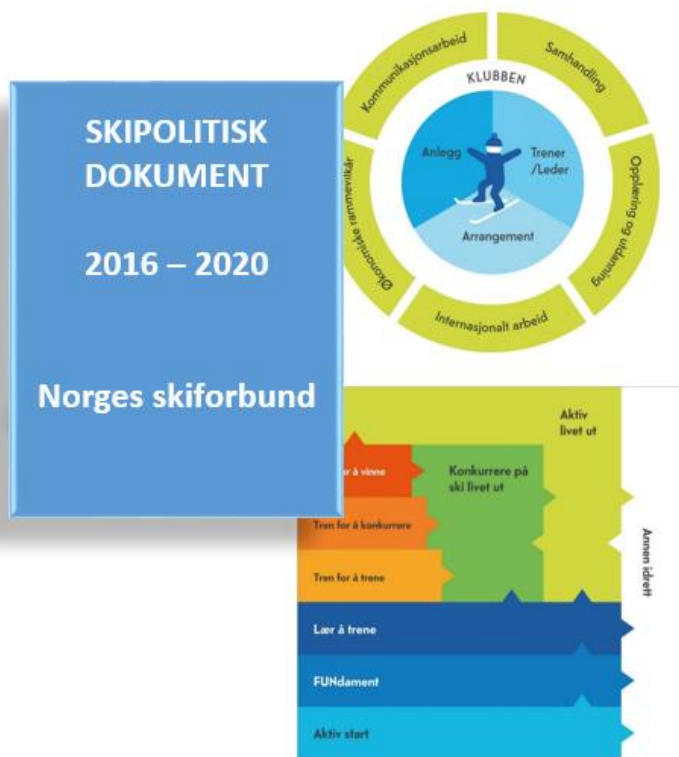 SKIPOLITISK
DOKUMENT
2016 – 2020
Norges skiforbund
Kommunikasjonsarbeid
Samhandling
KLUBBEN
Anlegg
Trener
/Leder
Arrangement
Økonomiske rammevilkår
Opplæring og utdanning
Internasjonalt arbeid
Aktiv
livet ut
å vinne
Konkurrere på
ski livet ut
Tren for å konkurrere
Tren for å trene
Annen idrett
Lær å trene
FUNdament
Aktiv start